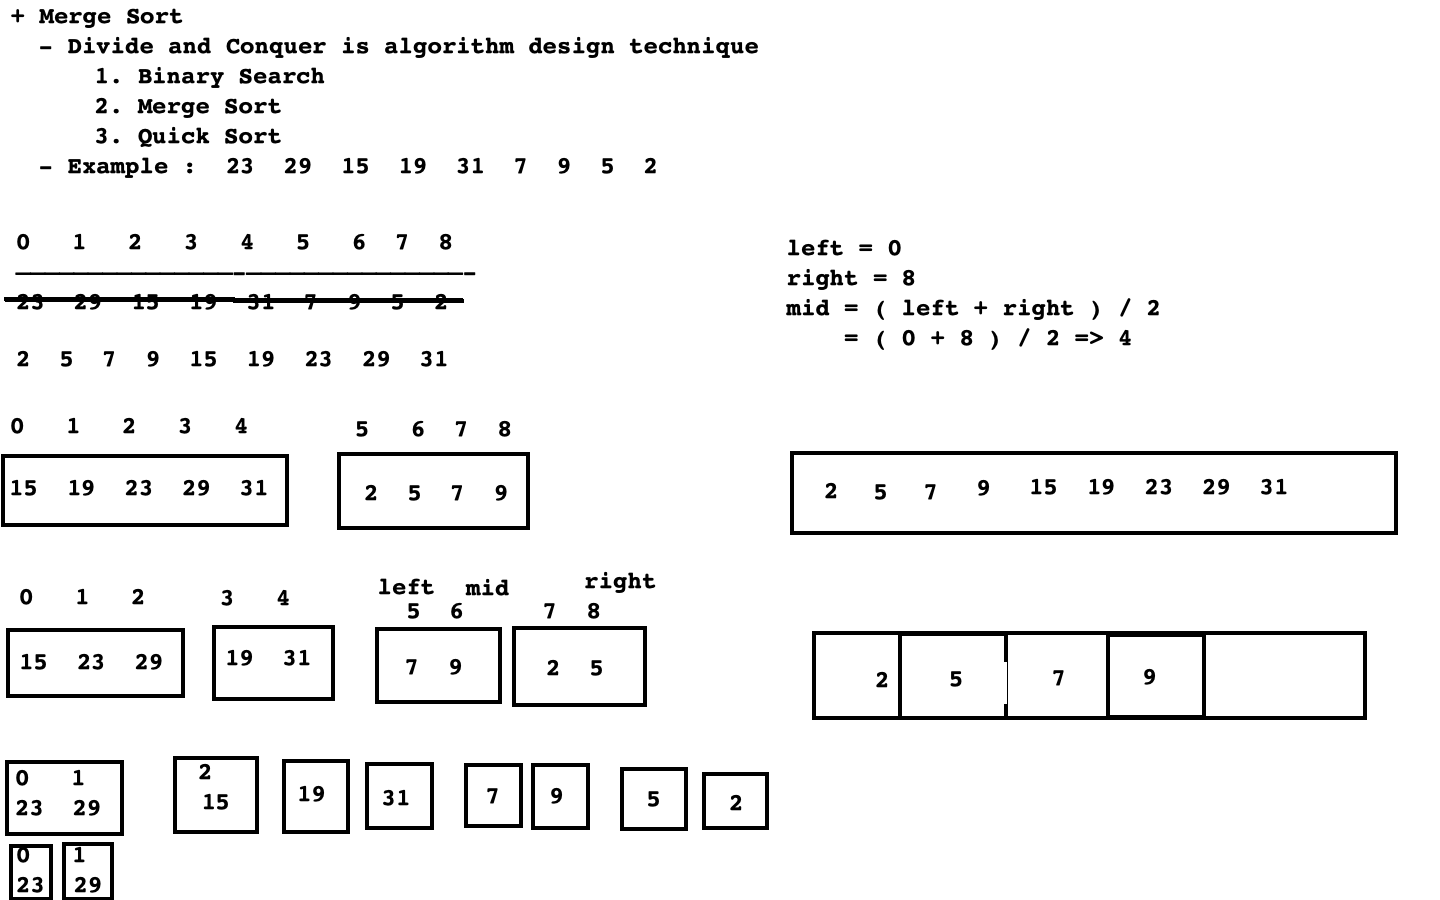 + Merge Sort
- Divide and Conquer is algorithm design technique
1. Binary Search
2. Merge Sort
3. Quick Sort
- Example : 23 29 15 19 31 7 9 5 2
0 1 2 3 4 5 6 7 8
23 29 15 19 31 7 9 5 2
2 5 7 9 15 19 23 29 31
left = 0
right = 8
mid = ( left + right ) / 2
= ( 0 + 8 ) / 2 => 4
0 1 2 3 4 5 6 7 8
15 19 23 29 31 2 5 7 9
2 5 7 9 15 19 23 29 31
left mid right
0 1 2 3 4 5 6 7 8
15 23 29 19 31 7 9 2 5
2 5 7 9
0 1 2
23 29 15 19 31 7 9 5 2
0 1
23 29